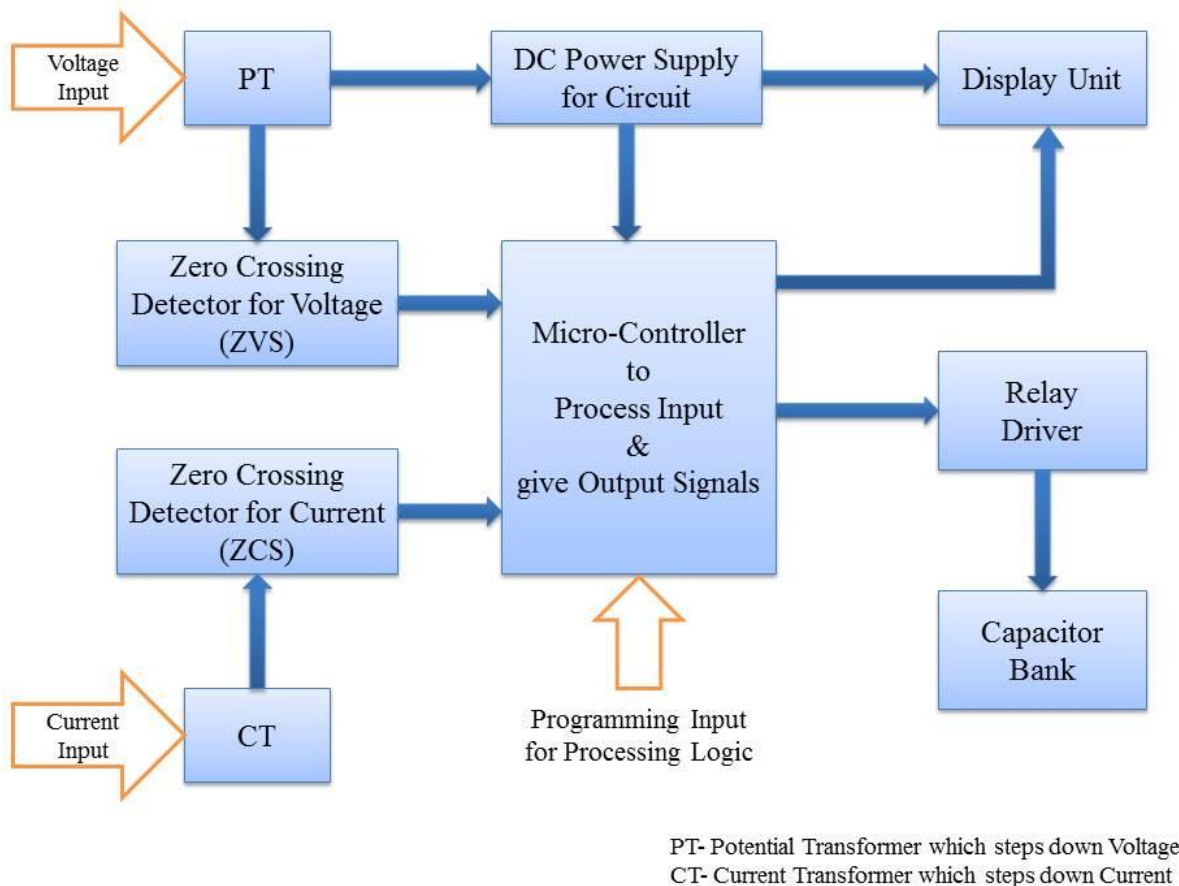 Voltage
Input
PT
DC Power Supply
for Circuit
Display Unit
Zero Crossing
Detector for Voltage
(ZVS)
Micro-Controller
to
Process Input
&
give Output Signals
Relay
Driver
Zero Crossing
Detector for Current
(ZCS)
Capacitor
Bank
Current
Input
CT
Programming Input
for Processing Logic
PT- Potential Transformer which steps down Voltage
CT- Current Transformer which steps down Current